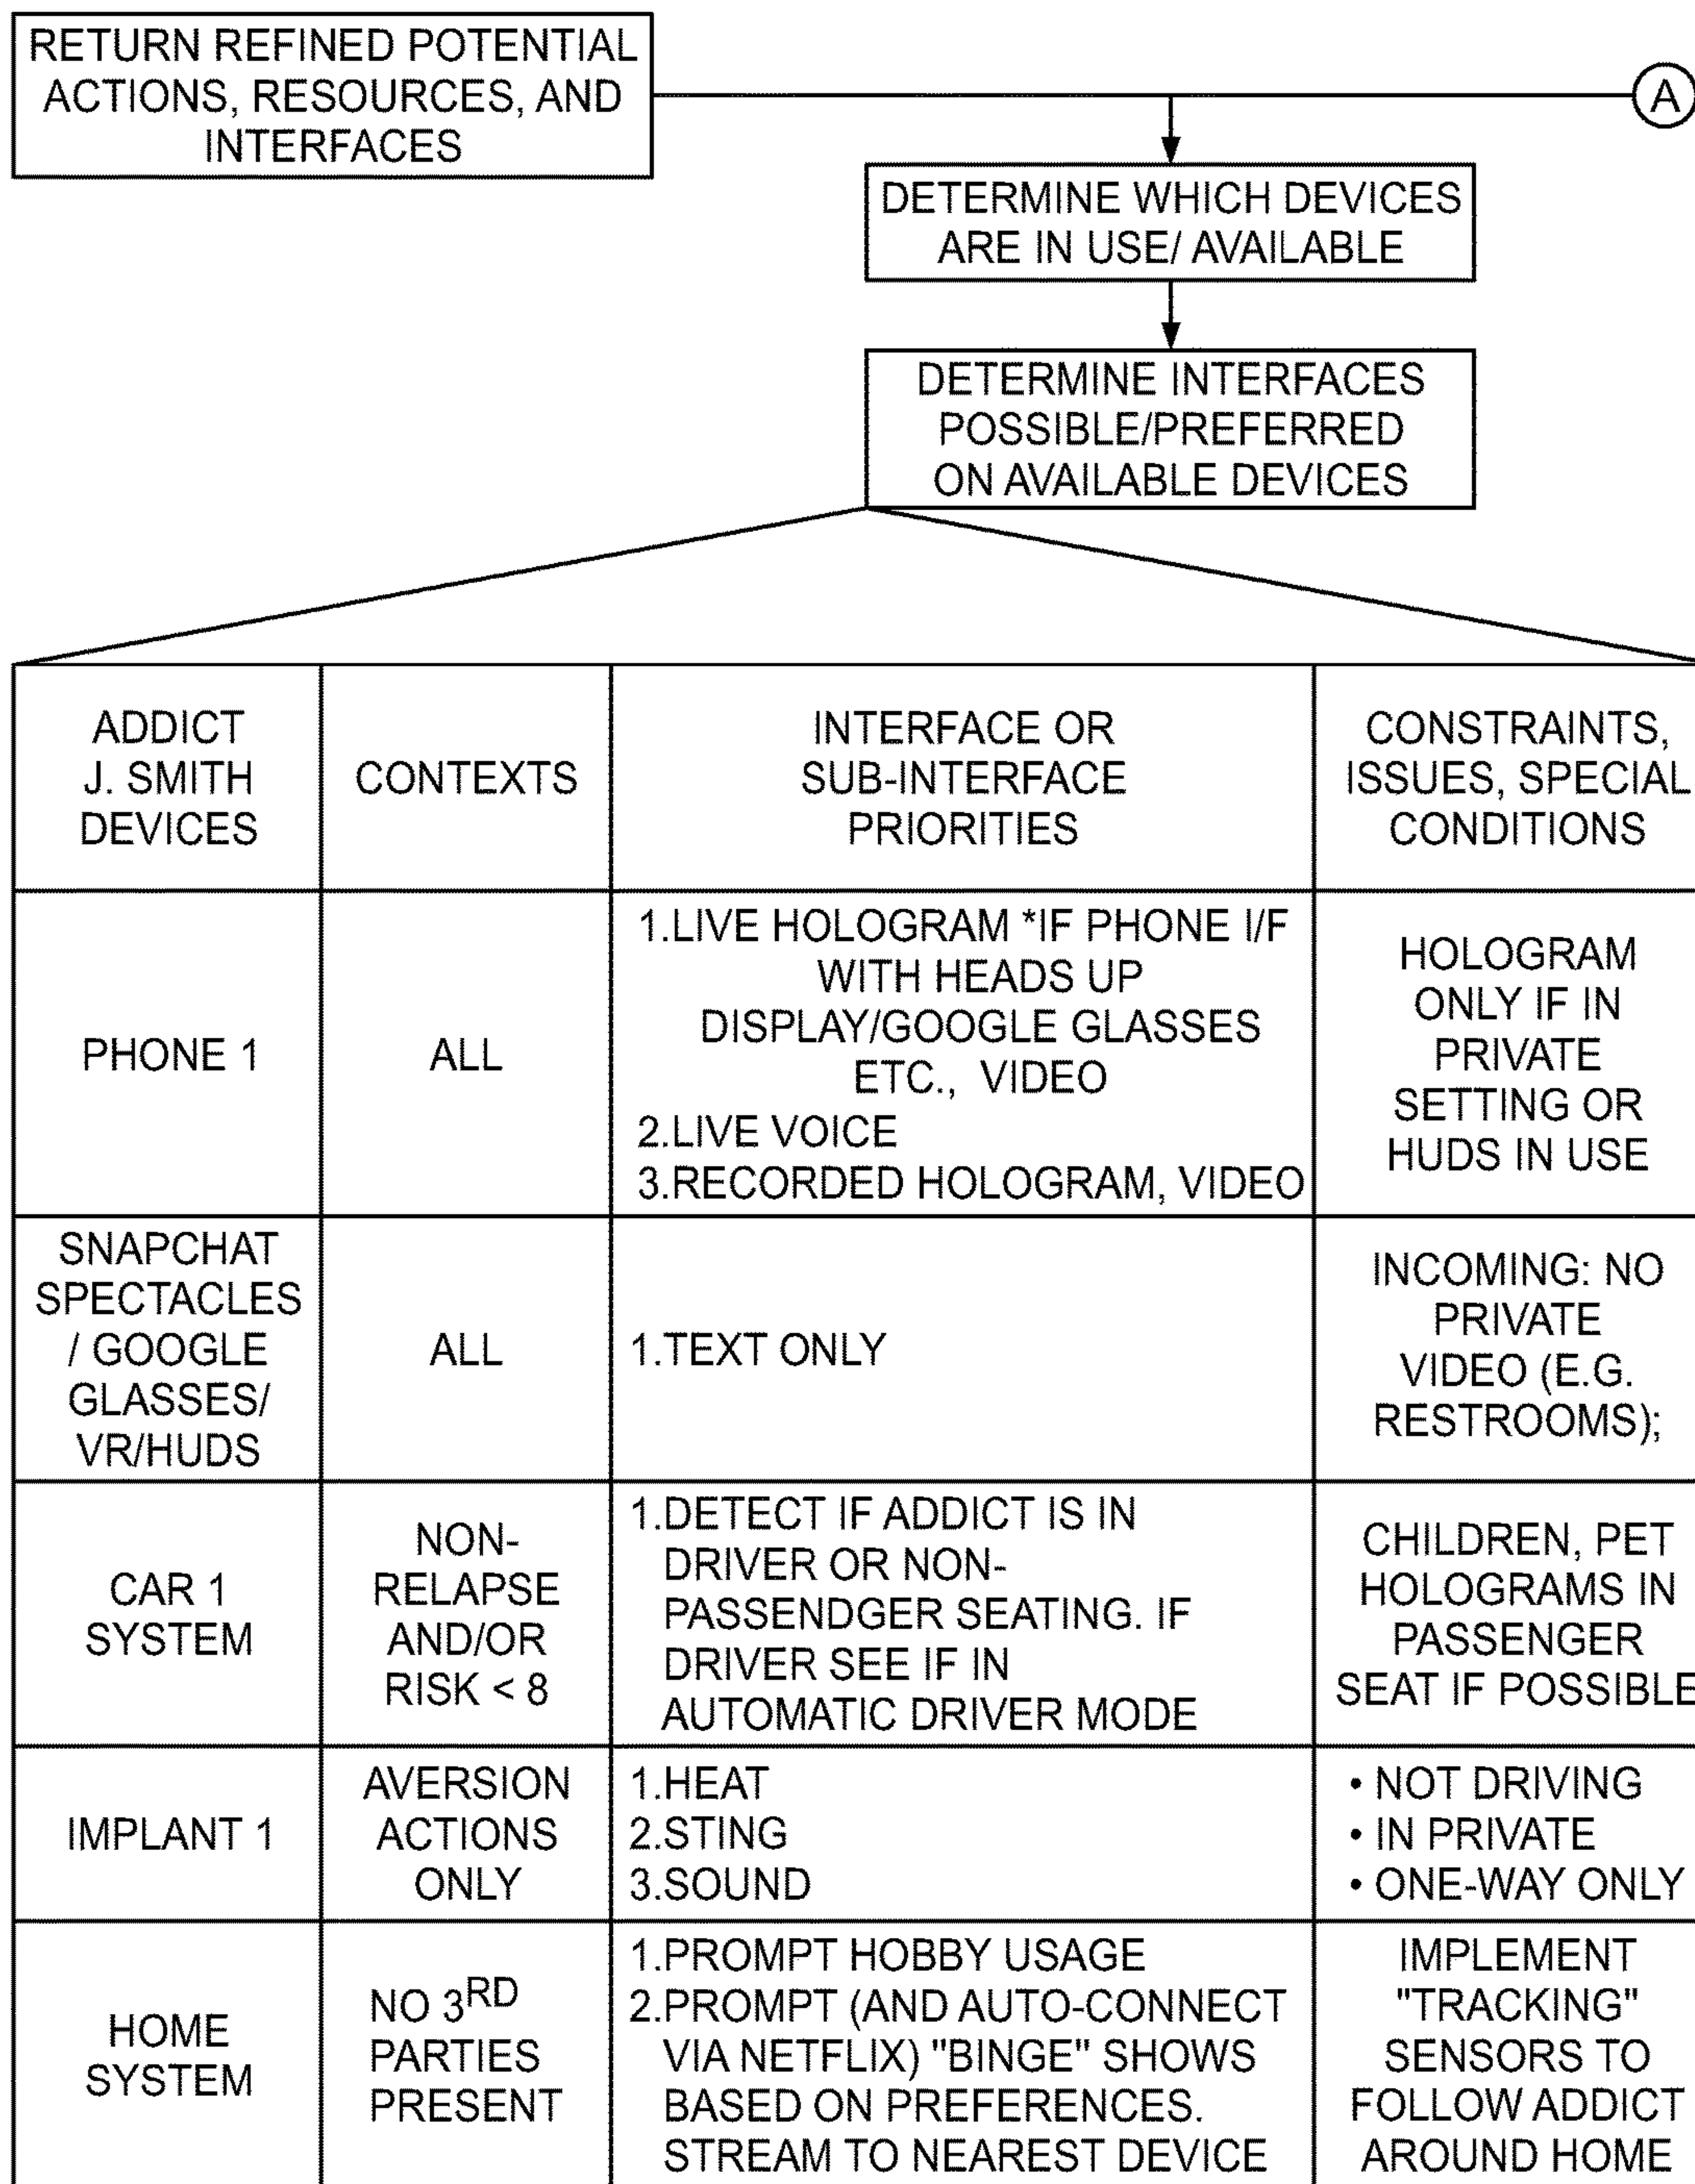 RETURN REFINED POTENTIAL
ACTIONS, RESOURCES, AND
INTERFACES
A
DETERMINE WHICH DEVICES
ARE IN USE/ AVAILABLE
DETERMINE INTERFACES
POSSIBLE/PREFERRED
ON AVAILABLE DEVICES
ADDICT
J. SMITH
DEVICES
CONTEXTS
INTERFACE OR
SUB-INTERFACE
PRIORITIES
CONSTRAINTS,
ISSUES, SPECIAL
CONDITIONS
PHONE 1
ALL
1.LIVE HOLOGRAM *IF PHONE I/F
WITH HEADS UP
DISPLAY/GOOGLE GLASSES
ETC., VIDEO
2.LIVE VOICE
3.RECORDED HOLOGRAM, VIDEO
HOLOGRAM
ONLY IF IN
PRIVATE
SETTING OR
HUDS IN USE
SNAPCHAT
SPECTACLES
/ GOOGLE
GLASSES/
VR/HUDS
ALL
1.TEXT ONLY
INCOMING: NO
PRIVATE
VIDEO (E.G.
RESTROOMS);
CAR 1
SYSTEM
NON-
RELAPSE
AND/OR
RISK < 8
1.DETECT IF ADDICT IS IN
DRIVER OR NON-
PASSENDGER SEATING. IF
DRIVER SEE IF IN
AUTOMATIC DRIVER MODE
CHILDREN, PET
HOLOGRAMS IN
PASSENGER
SEAT IF POSSIBLE
IMPLANT 1
AVERSION
ACTIONS
ONLY
1.HEAT
2.STING
3.SOUND
• NOT DRIVING
• IN PRIVATE
• ONE-WAY ONLY
HOME
SYSTEM
NO 3RD
PARTIES
PRESENT
1.PROMPT HOBBY USAGE
2.PROMPT (AND AUTO-CONNECT
VIA NETFLIX) "BINGE" SHOWS
BASED ON PREFERENCES.
STREAM TO NEAREST DEVICE
IMPLEMENT
"TRACKING"
SENSORS TO
FOLLOW ADDICT
AROUND HOME